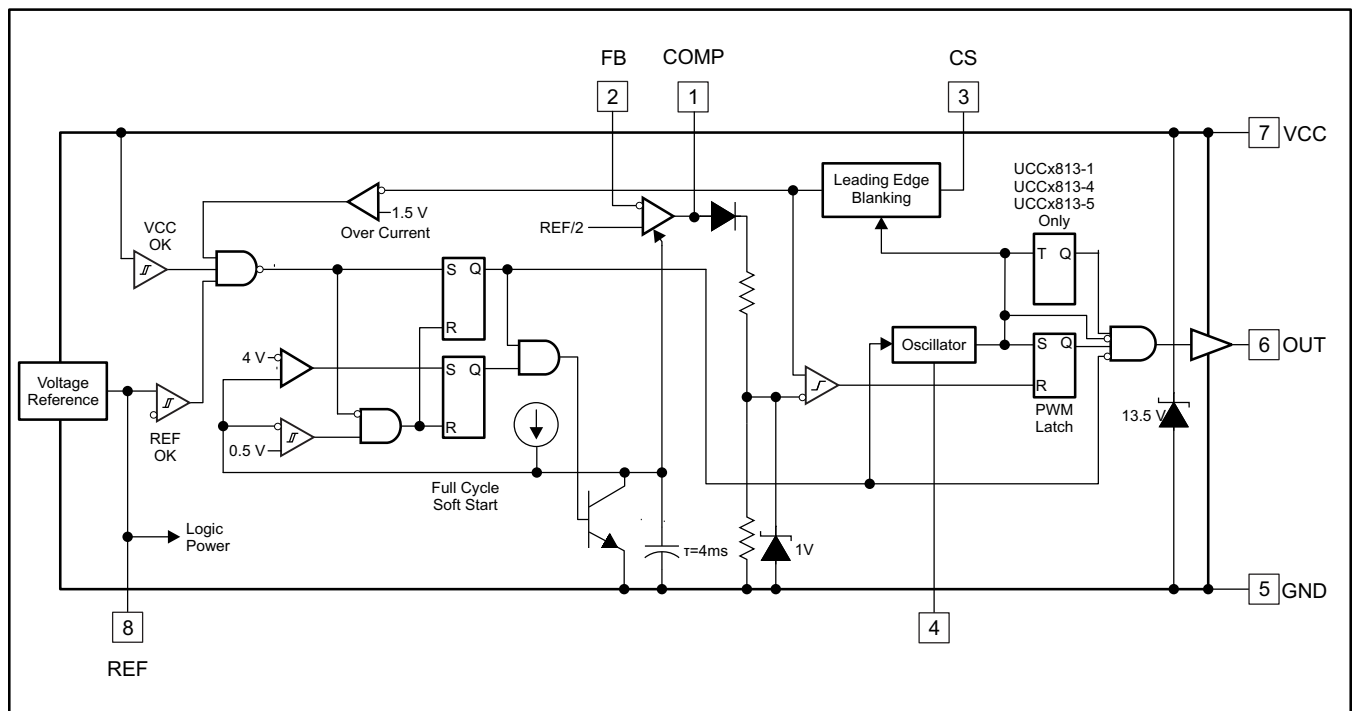 FB
COMP
CS
2
1
3
7
VCC
UCCx813-1
UCCx813-4
UCCx813-5
Only
Leading Edge
Blanking
1.5 V
Over Current
REF/2
VCC
OK
T Q
S Q
R
4 V
Oscillator
S Q
R
PWM
Latch
6
OUT
Voltage
Reference
S Q
R
REF
OK
0.5 V
13.5 V
Full Cycle
Soft Start
Logic
Power
τ=4ms
1V
5
GND
8
REF
4